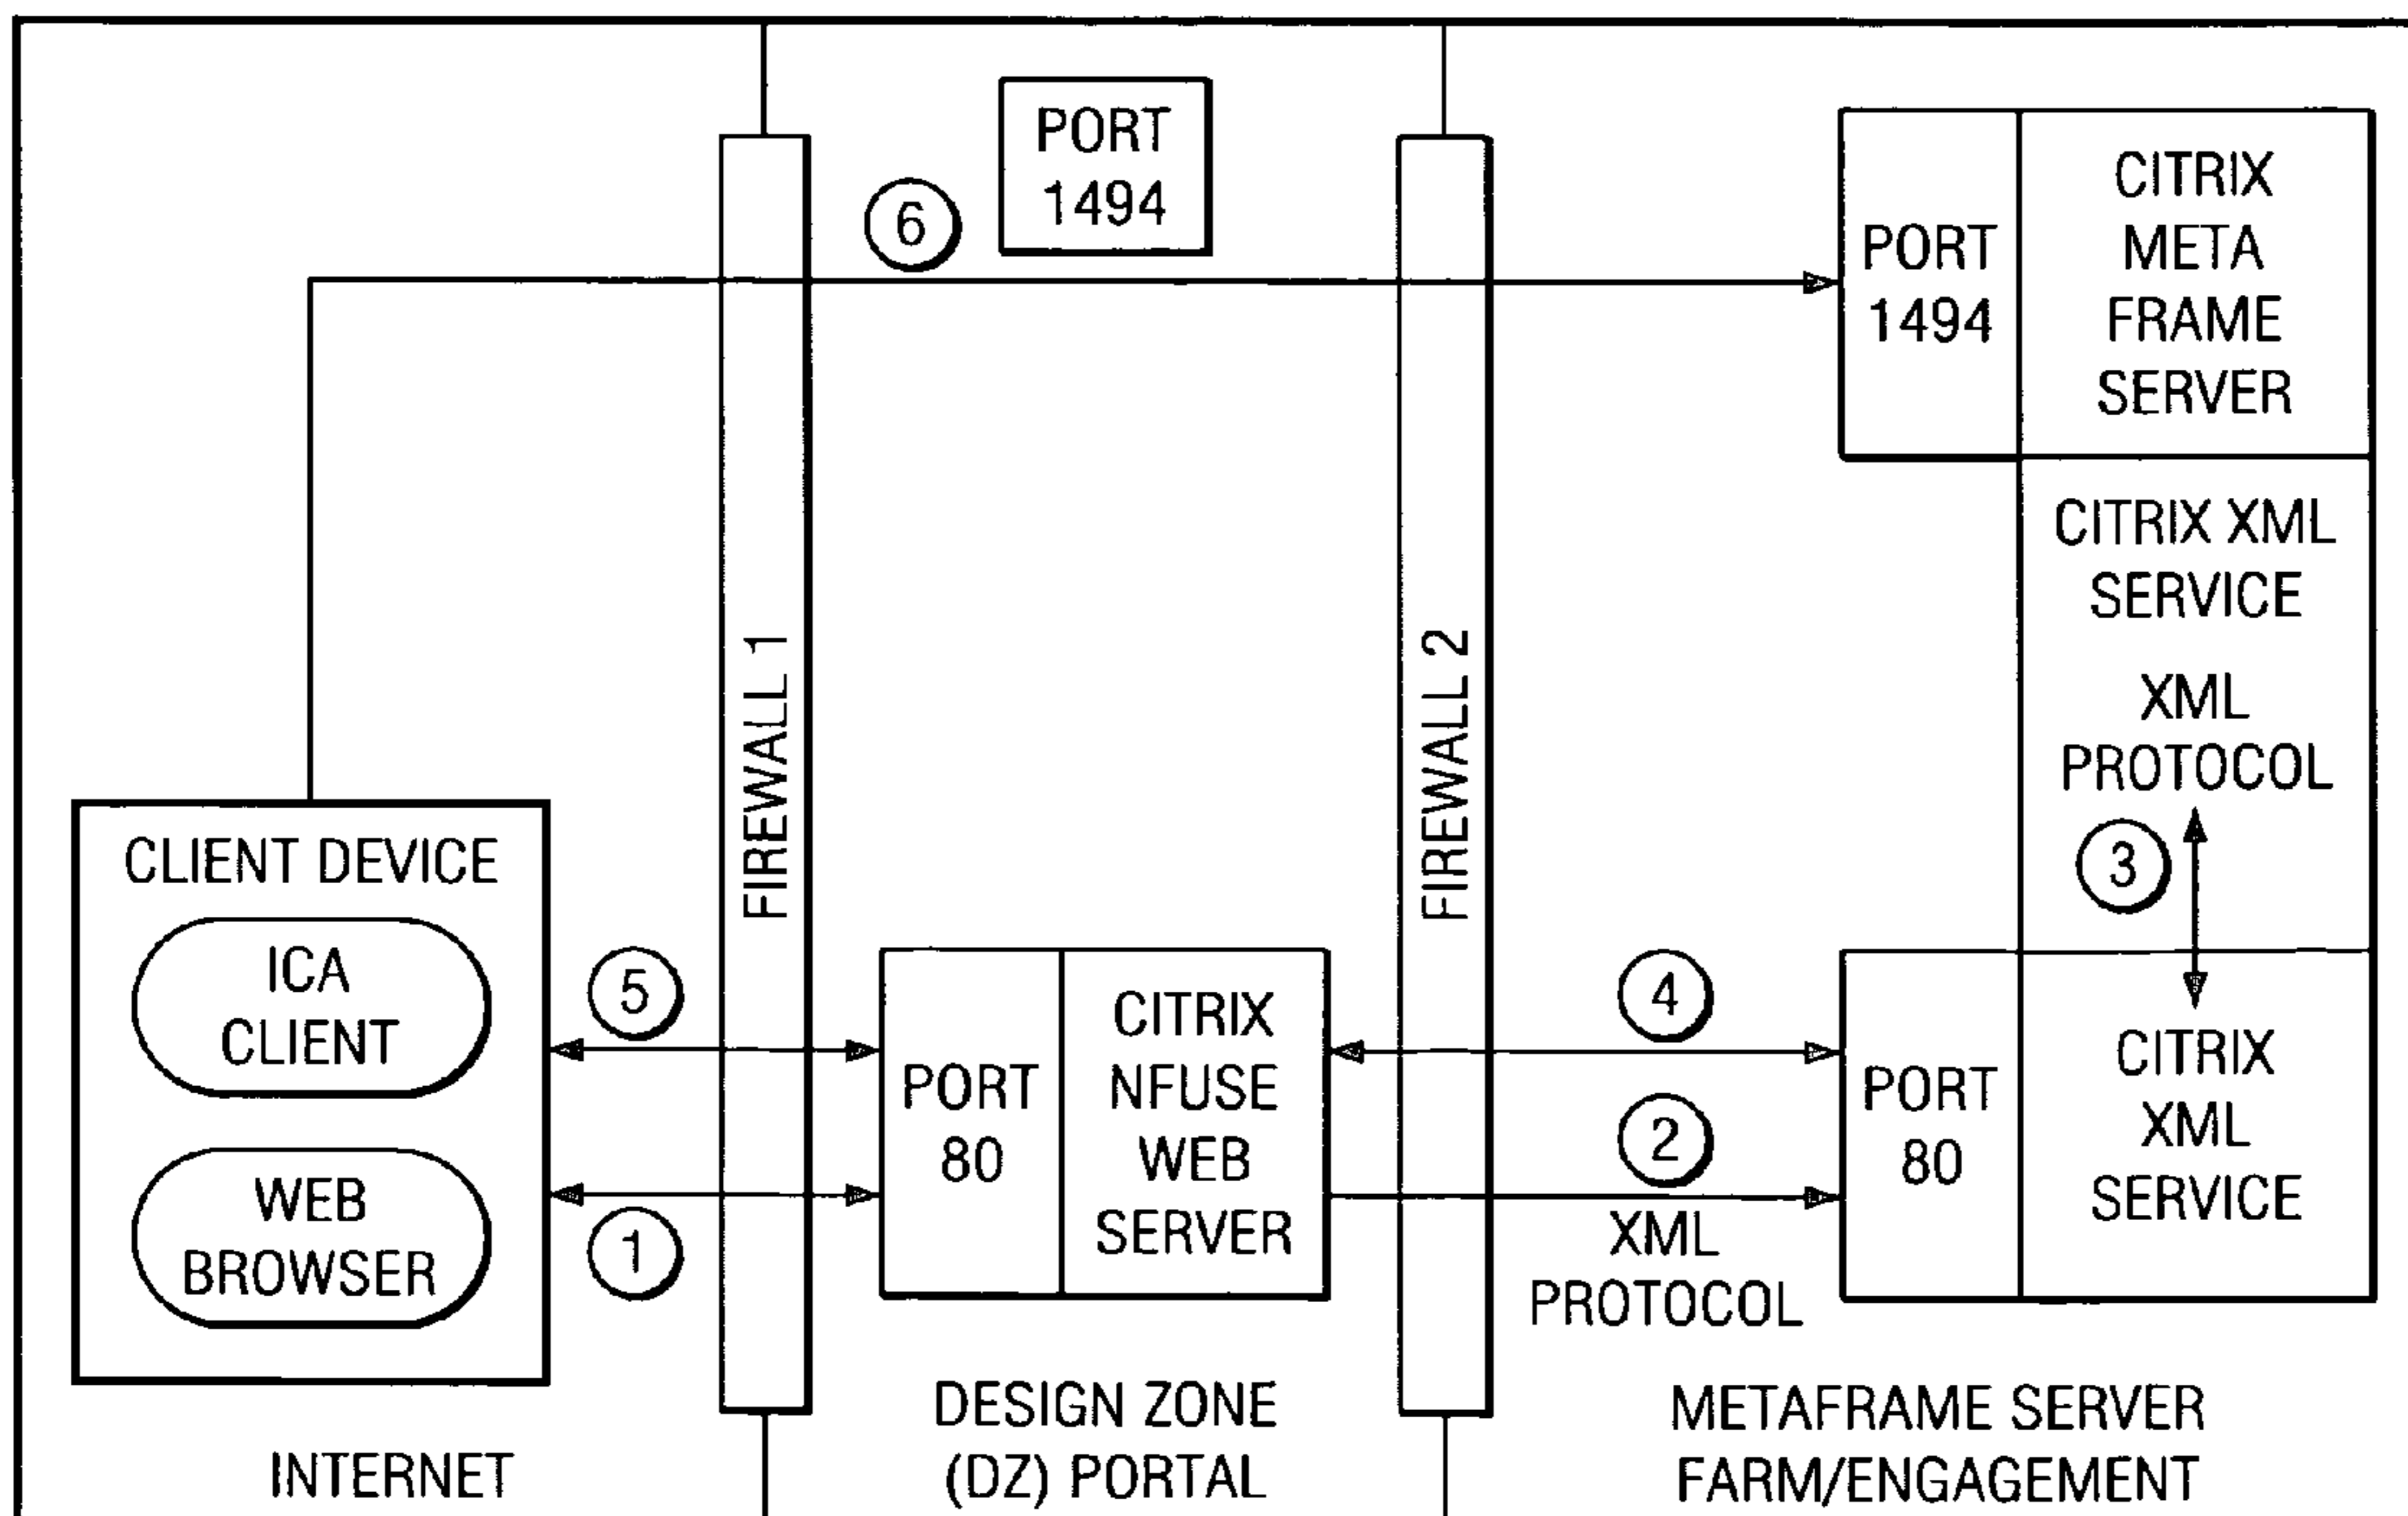 PORT
1494
6
PORT
1494
CITRIX
META
FRAME
SERVER
CITRIX XML
SERVICE
XML
PROTOCOL
3
FIREWALL 1
FIREWALL 2
CLIENT DEVICE
ICA
CLIENT
WEB
BROWSER
5
1
PORT
80
CITRIX
NFUSE
WEB
SERVER
4
2
XML
PROTOCOL
PORT
80
CITRIX
XML
SERVICE
INTERNET
DESIGN ZONE
(DZ) PORTAL
METAFRAME SERVER
FARM/ENGAGEMENT